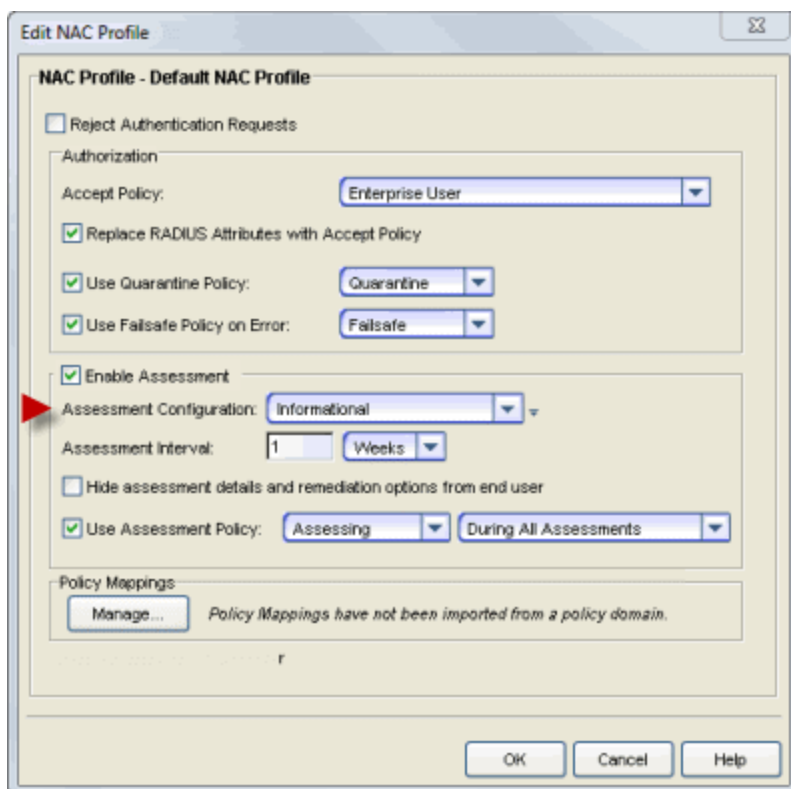 Edit NAC Profile
NAC Profile - Default NAC Profile
Reject Authentication Requests
Authorization
Accept Policy: Enterprise User
Replace RADIUS Attributes with Accept Policy
Use Quarantine Policy: Quarantine
Use Failsafe Policy on Error: Failsafe
Enable Assessment
Assessment Configuration: Informational
Assessment Interval: 1 Weeks
Hide assessment details and remediation options from end user
Use Assessment Policy: Assessing During All Assessments
Policy Mappings
Manage... Policy Mappings have not been imported from a policy domain.
r
OK Cancel Help